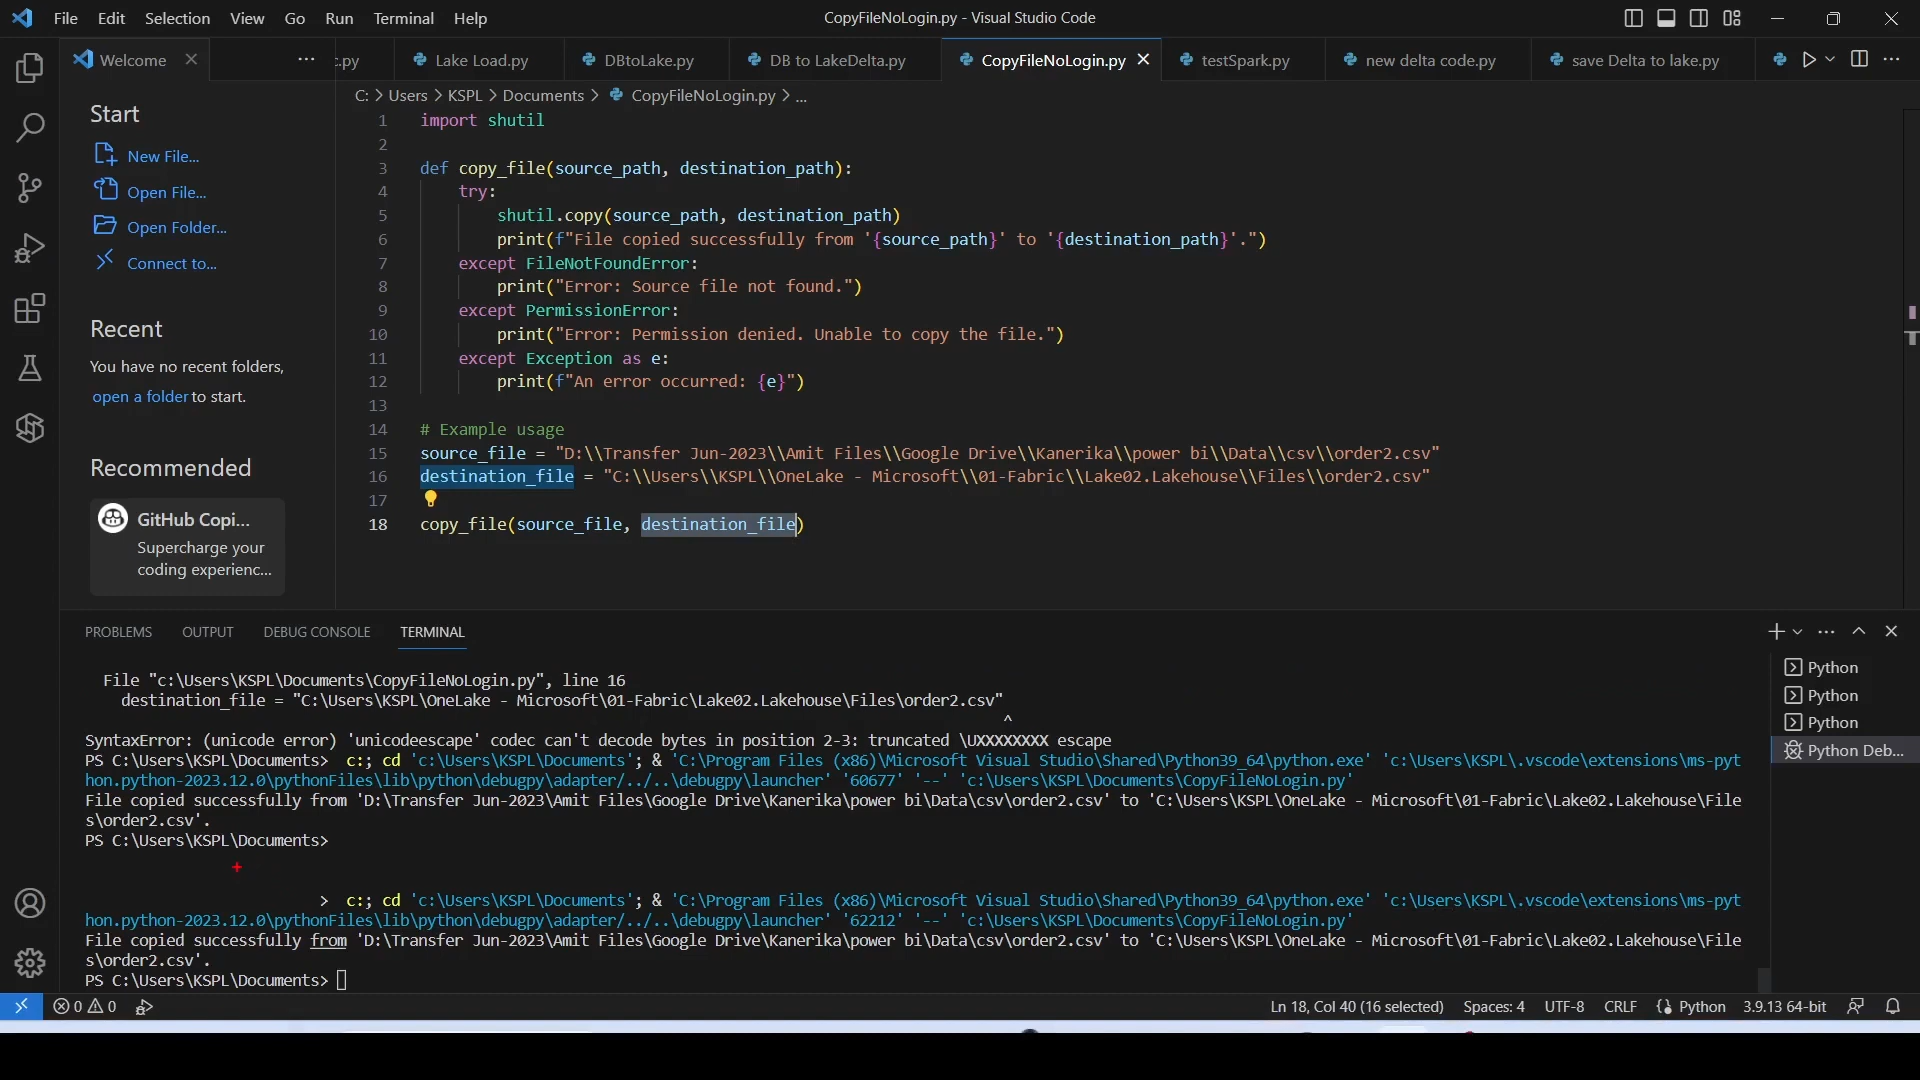 File Edit Selection View Go Run Terminal Help
CopyFileNoLogin.py - Visual Studio Code
Welcome
c.py
Lake Load.py
DBtoLake.py
DB to LakeDelta.py
CopyFileNoLogin.py
testSpark.py
new delta code.py
save Delta to lake.py
Start
New File...
Open File...
Open Folder...
Connect to...
Recent
You have no recent folders,
open a folder to start.
Recommended
GitHub Copi...
Supercharge your
coding experienc...
C: > Users > KSPL > Documents > CopyFileNoLogin.py > ...
1 import shutil
2
3 def copy_file(source_path, destination_path):
4 try:
5 shutil.copy(source_path, destination_path)
6 print(f"File copied successfully from '{source_path}' to '{destination_path}'.")
7 except FileNotFoundError:
8 print("Error: Source file not found.")
9 except PermissionError:
10 print("Error: Permission denied. Unable to copy the file.")
11 except Exception as e:
12 print(f"An error occurred: {e}")
13
14 # Example usage
15 source_file = "D:\\Transfer Jun-2023\\Amit Files\\Google Drive\\Kanerika\\power bi\\Data\\csv\\order2.csv"
16 destination_file = "C:\\Users\\KSPL\\OneLake - Microsoft\\01-Fabric\\Lake02.Lakehouse\\Files\\order2.csv"
17
18 copy_file(source_file, destination_file)
PROBLEMS OUTPUT DEBUG CONSOLE TERMINAL
File "c:\Users\KSPL\Documents\CopyFileNoLogin.py", line 16
destination_file = "C:\Users\KSPL\OneLake - Microsoft\01-Fabric\Lake02.Lakehouse\Files\order2.csv"
^
SyntaxError: (unicode error) 'unicodeescape' codec can't decode bytes in position 2-3: truncated \UXXXXXXXX escape
PS C:\Users\KSPL\Documents> c:; cd 'c:\Users\KSPL\Documents'; & 'C:\Program Files (x86)\Microsoft Visual Studio\Shared\Python39_64\python.exe' 'c:\Users\KSPL\.vscode\extensions\ms-pyt
hon.python-2023.12.0\pythonFiles\lib\python\debugpy\adapter/../..\debugpy\launcher' '60677' '--' 'c:\Users\KSPL\Documents\CopyFileNoLogin.py'
File copied successfully from 'D:\Transfer Jun-2023\Amit Files\Google Drive\Kanerika\power bi\Data\csv\order2.csv' to 'C:\Users\KSPL\OneLake - Microsoft\01-Fabric\Lake02.Lakehouse\File
s\order2.csv'.
PS C:\Users\KSPL\Documents>
> c:; cd 'c:\Users\KSPL\Documents'; & 'C:\Program Files (x86)\Microsoft Visual Studio\Shared\Python39_64\python.exe' 'c:\Users\KSPL\.vscode\extensions\ms-pyt
hon.python-2023.12.0\pythonFiles\lib\python\debugpy\adapter/../..\debugpy\launcher' '62212' '--' 'c:\Users\KSPL\Documents\CopyFileNoLogin.py'
File copied successfully from 'D:\Transfer Jun-2023\Amit Files\Google Drive\Kanerika\power bi\Data\csv\order2.csv' to 'C:\Users\KSPL\OneLake - Microsoft\01-Fabric\Lake02.Lakehouse\File
s\order2.csv'.
PS C:\Users\KSPL\Documents>
Python
Python
Python
Python Deb...
0 0
Ln 18, Col 40 (16 selected) Spaces: 4 UTF-8 CRLF Python 3.9.13 64-bit